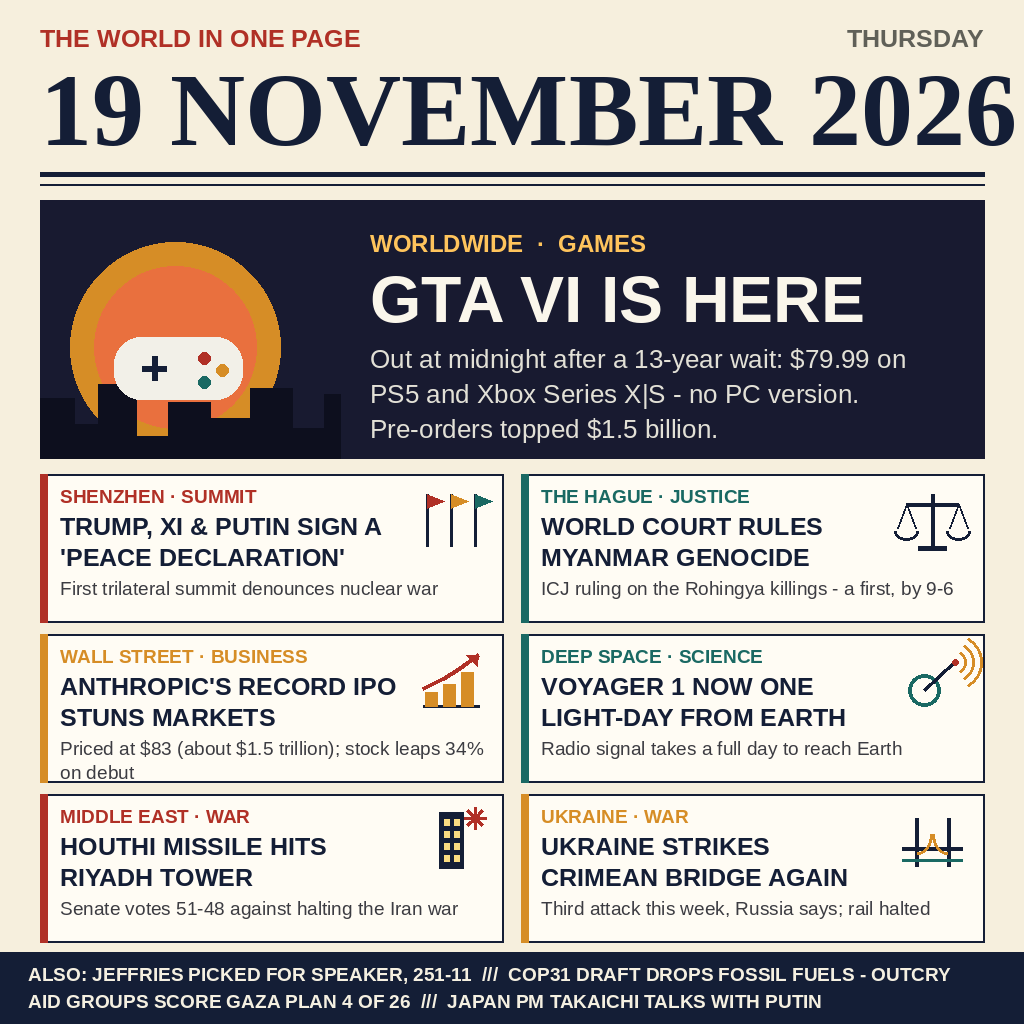 THE WORLD IN ONE PAGE
THURSDAY
19 NOVEMBER 2026
WORLDWIDE · GAMES
GTA VI IS HERE
Out at midnight after a 13-year wait: $79.99 on
PS5 and Xbox Series X|S - no PC version.
Pre-orders topped $1.5 billion.
SHENZHEN · SUMMIT
TRUMP, XI & PUTIN SIGN A
'PEACE DECLARATION'
First trilateral summit denounces nuclear war
THE HAGUE · JUSTICE
WORLD COURT RULES
MYANMAR GENOCIDE
ICJ ruling on the Rohingya killings - a first, by 9-6
WALL STREET · BUSINESS
ANTHROPIC'S RECORD IPO
STUNS MARKETS
Priced at $83 (about $1.5 trillion); stock leaps 34%
on debut
DEEP SPACE · SCIENCE
VOYAGER 1 NOW ONE
LIGHT-DAY FROM EARTH
Radio signal takes a full day to reach Earth
MIDDLE EAST · WAR
HOUTHI MISSILE HITS
RIYADH TOWER
Senate votes 51-48 against halting the Iran war
UKRAINE · WAR
UKRAINE STRIKES
CRIMEAN BRIDGE AGAIN
Third attack this week, Russia says; rail halted
ALSO: JEFFRIES PICKED FOR SPEAKER, 251-11 /// COP31 DRAFT DROPS FOSSIL FUELS - OUTCRY
AID GROUPS SCORE GAZA PLAN 4 OF 26 /// JAPAN PM TAKAICHI TALKS WITH PUTIN